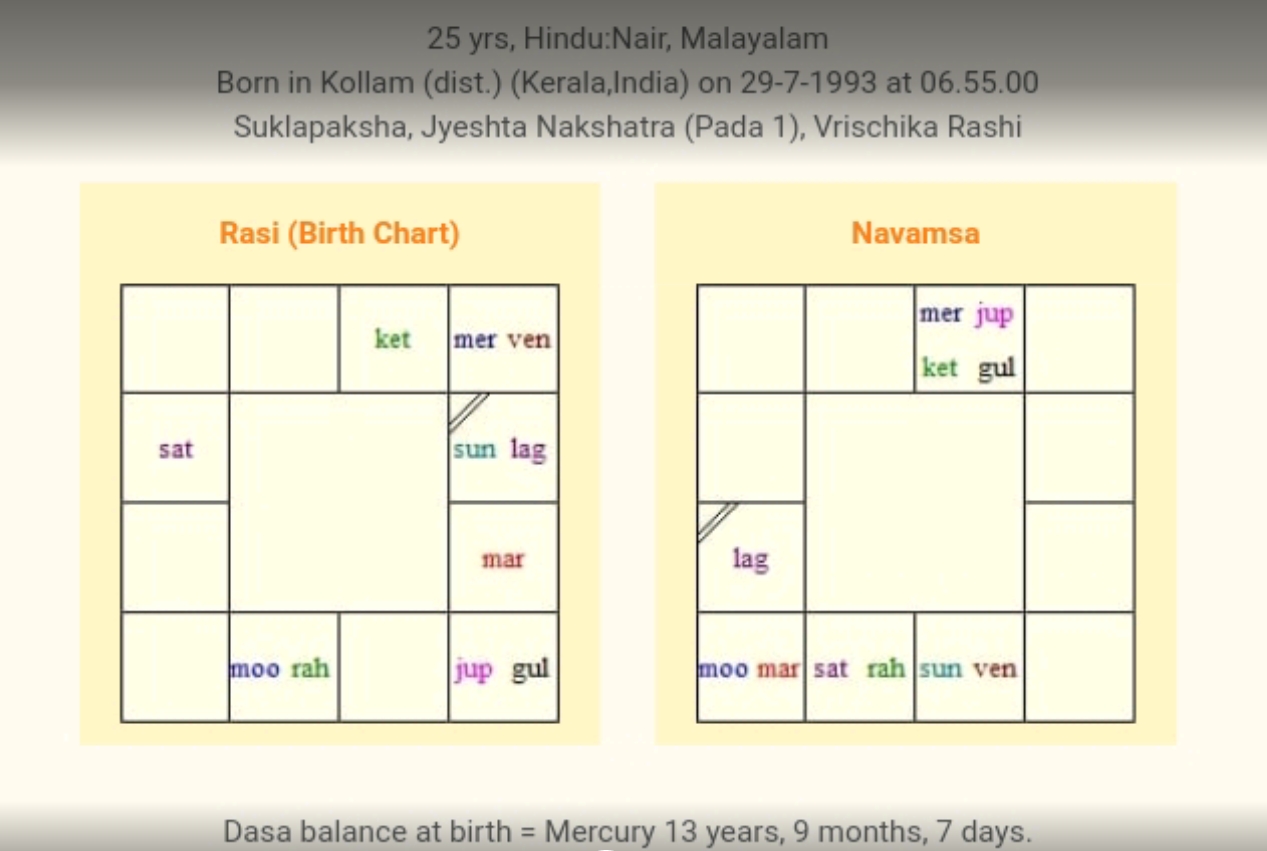 25 yrs, Hindu:Nair, Malayalam
Born in Kollam (dist.) (Kerala,India) on 29-7-1993 at 06.55.00
Suklapaksha, Jyeshta Nakshatra (Pada 1), Vrischika Rashi
Rasi (Birth Chart)
ket
mer ven
sat
sun lag
mar
moo rah
jup gul
Navamsa
mer jup
ket gul
lag
moo mar
sat rah
sun ven
Dasa balance at birth = Mercury 13 years, 9 months, 7 days.